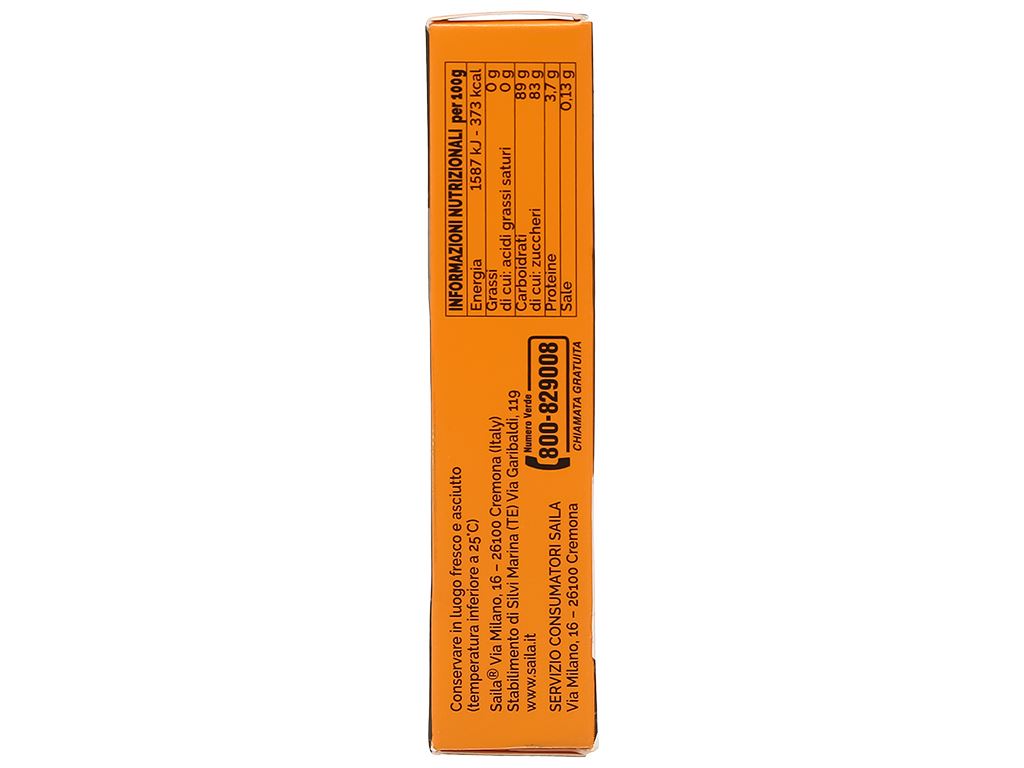 Conservare in luogo fresco e asciutto
(temperatura inferiore a 25°C)
Saila® Via Milano, 16 – 26100 Cremona (Italy)
Stabilimento di Silvi Marina (TE) Via Garibaldi, 119
www.saila.it
SERVIZIO CONSUMATORI SAILA
Via Milano, 16 – 26100 Cremona
Numero Verde
800-829008
CHIAMATA GRATUITA
INFORMAZIONI NUTRIZIONALI per 100g
Energia 1587 kJ - 373 kcal
Grassi 0 g
di cui: acidi grassi saturi 0 g
Carboidrati 89 g
di cui: zuccheri 83 g
Proteine 3,7 g
Sale 0,13 g